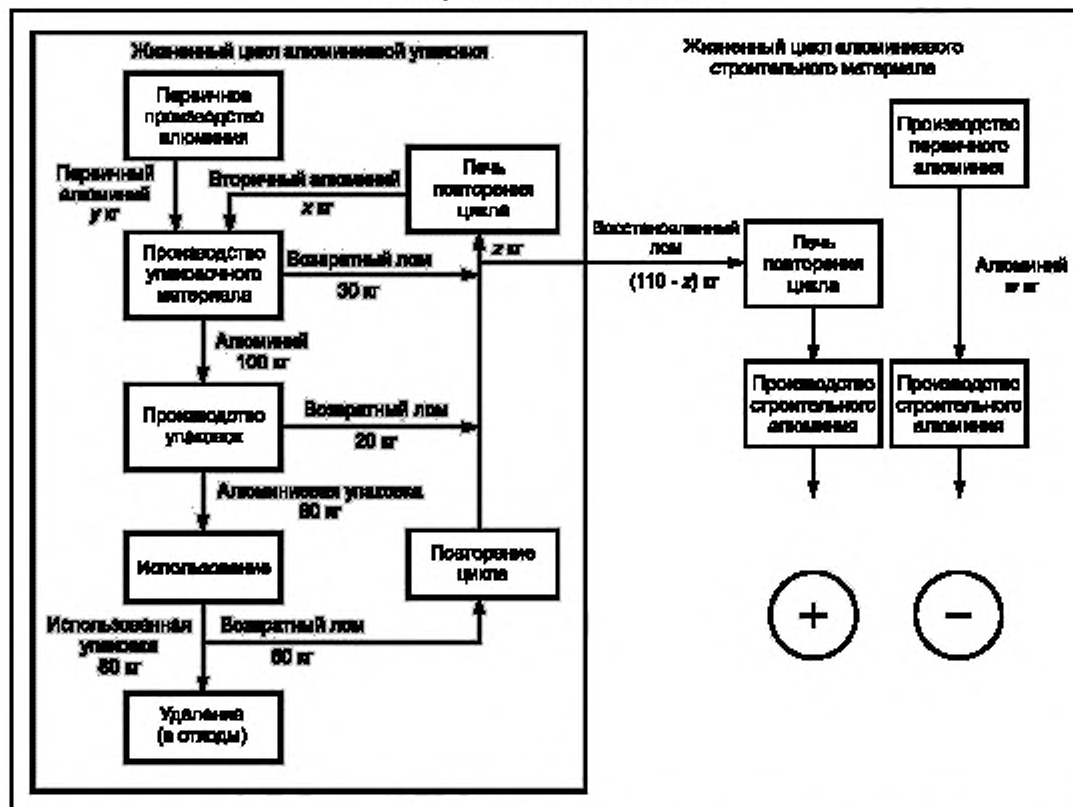 Жизненный цикл алюминиевой упаковки
Жизненный цикл алюминиевого
строительного материала
Первичное
производство
алюминия
Производство
первичного
алюминия
Печь
повторения
цикла
Первичный
алюминий
y кг
Вторичный алюминий
x кг
Производство
упаковочного
материала
Возвратный лом
30 кг
z кг
Восстановленный
лом
(110 - z) кг
Печь
повторения
цикла
Алюминий
кг
Алюминий
100 кг
Производство
упаковок
Возвратный лом
20 кг
Производство
строительного
алюминия
Производство
строительного
алюминия
Алюминиевая упаковка
80 кг
Использование
Повторение
цикла
Использованная
упаковка
80 кг
Возвратный лом
60 кг
Удаление
(в отходы)
+
−